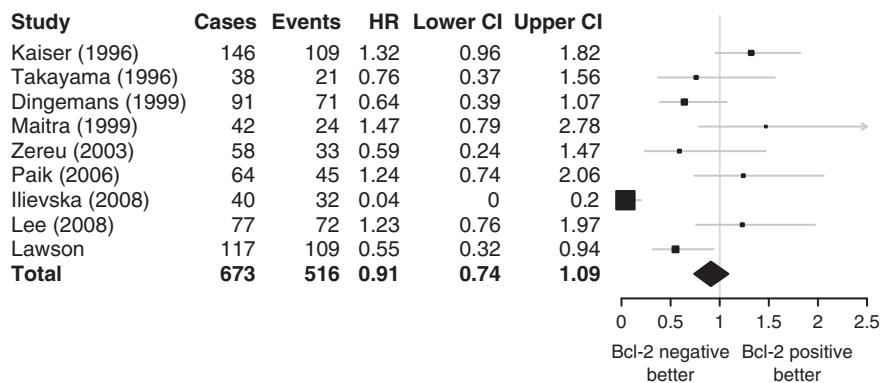 Study Cases Events HR Lower CI Upper CI
Kaiser (1996) 146 109 1.32 0.96 1.82
Takayama (1996) 38 21 0.76 0.37 1.56
Dingemans (1999) 91 71 0.64 0.39 1.07
Maitra (1999) 42 24 1.47 0.79 2.78
Zereu (2003) 58 33 0.59 0.24 1.47
Paik (2006) 64 45 1.24 0.74 2.06
Ilievska (2008) 40 32 0.04 0 0.2
Lee (2008) 77 72 1.23 0.76 1.97
Lawson 117 109 0.55 0.32 0.94
Total 673 516 0.91 0.74 1.09
0 0.5 1 1.5 2 2.5
Bcl-2 negative Bcl-2 positive
better better